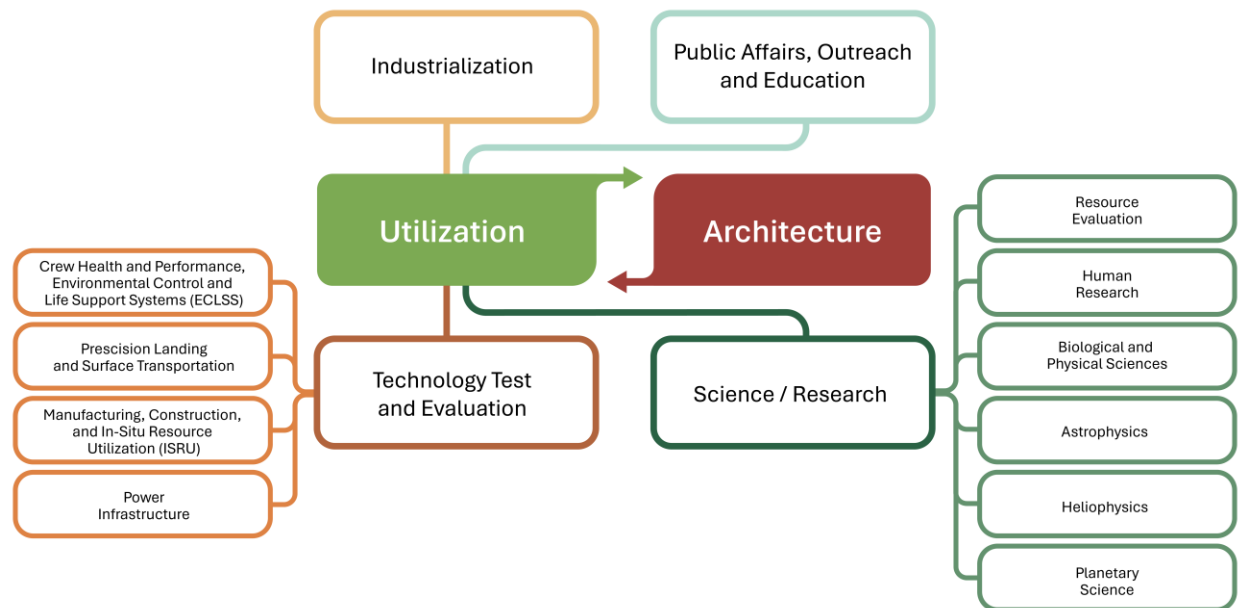 Industrialization
Public Affairs, Outreach
and Education
Utilization
Architecture
Crew Health and Performance,
Environmental Control and
Life Support Systems (ECLSS)
Prescision Landing
and Surface Transportation
Manufacturing, Construction,
and In-Situ Resource
Utilization (ISRU)
Power
Infrastructure
Technology Test
and Evaluation
Science / Research
Resource
Evaluation
Human
Research
Biological and
Physical Sciences
Astrophysics
Heliophysics
Planetary
Science